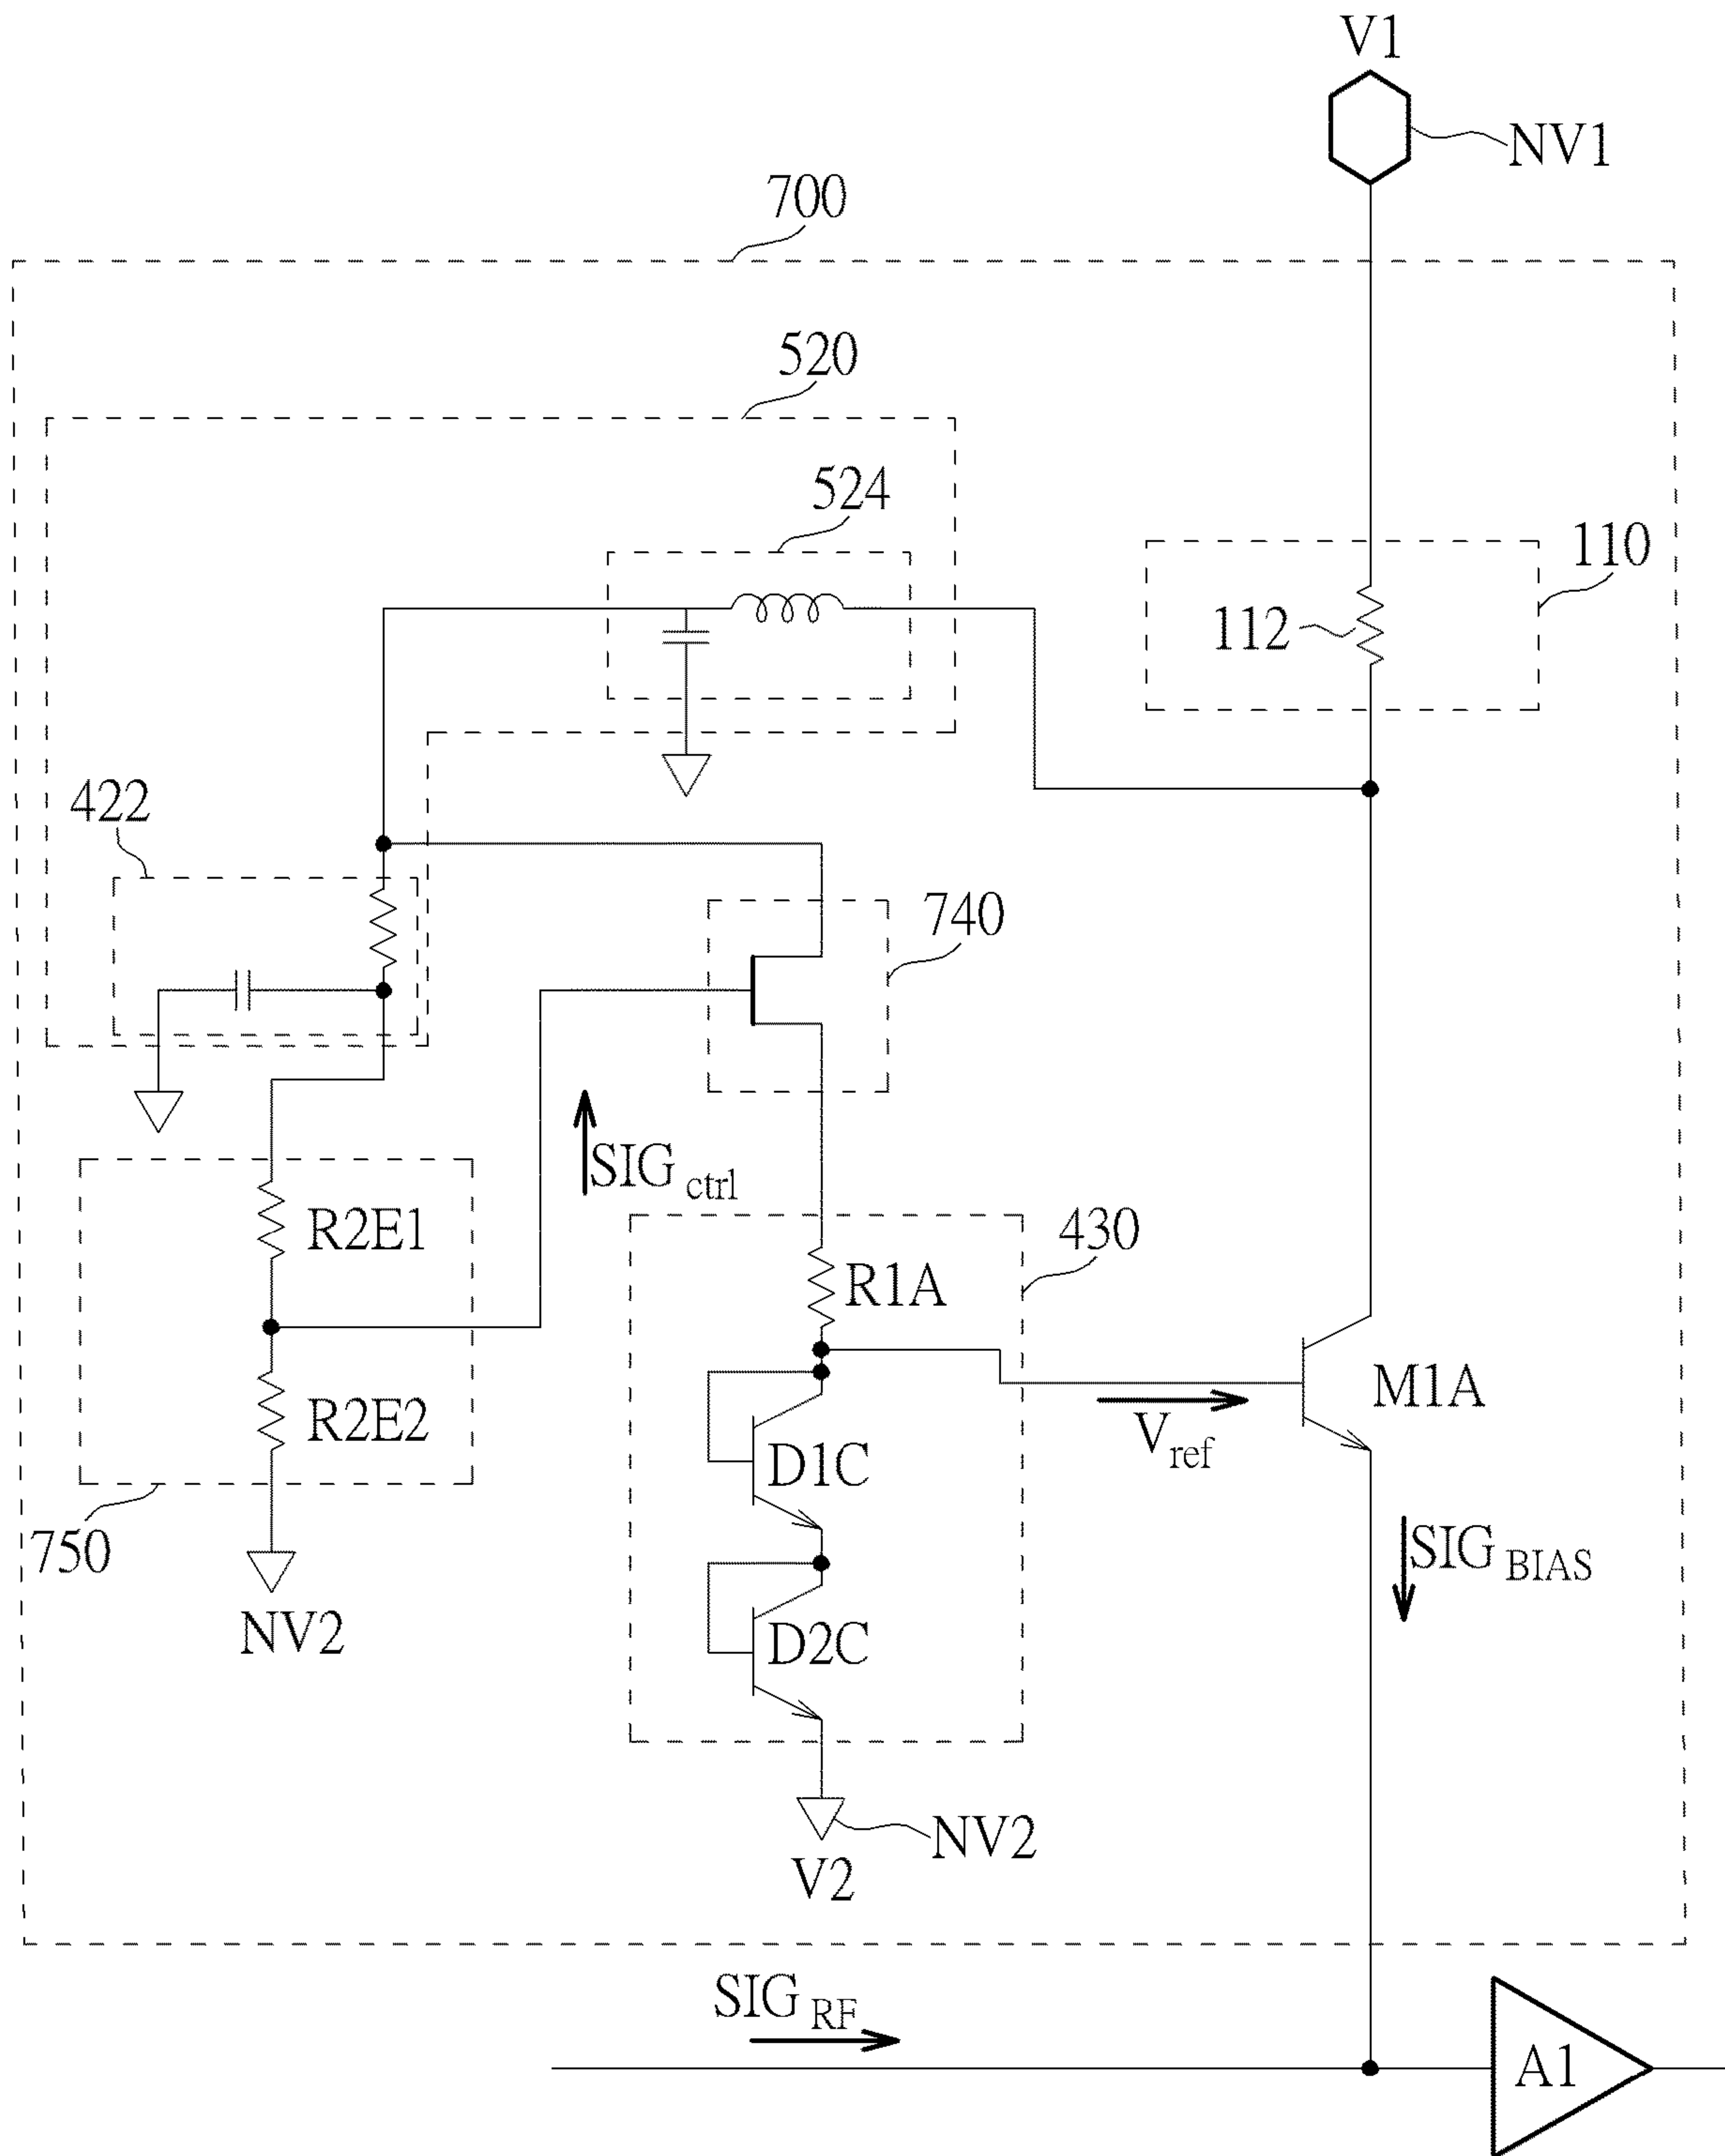 V1
NV1
700
520
524
110
112
422
740
SIG ctrl
R2E1
430
R1A
R2E2
M1A
V ref
D1C
750
SIG BIAS
NV2
D2C
NV2
V2
SIG RF
A1